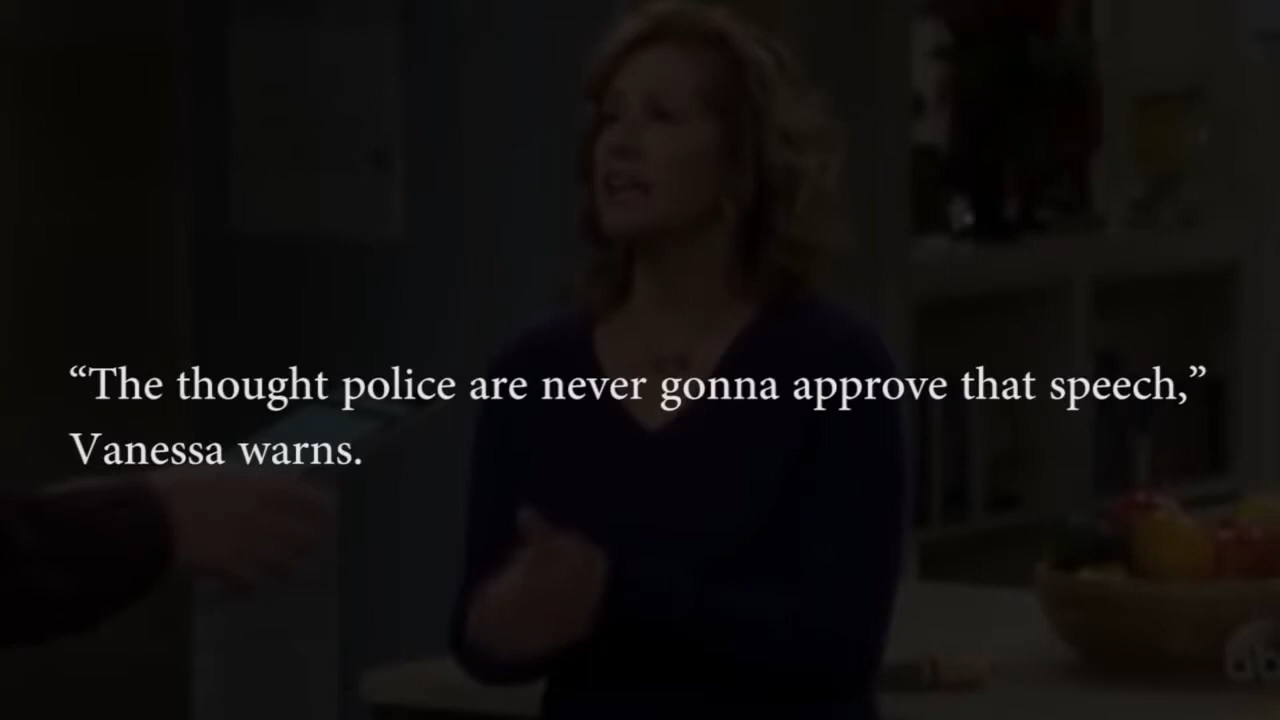 “The thought police are never gonna approve that speech,”
Vanessa warns.